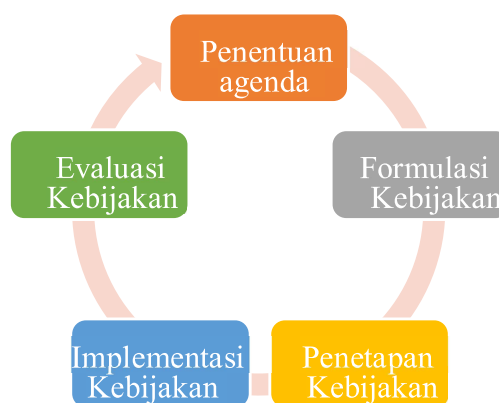 Penentuan
agenda
Formulasi
Kebijakan
Penetapan
Kebijakan
Implementasi
Kebijakan
Evaluasi
Kebijakan